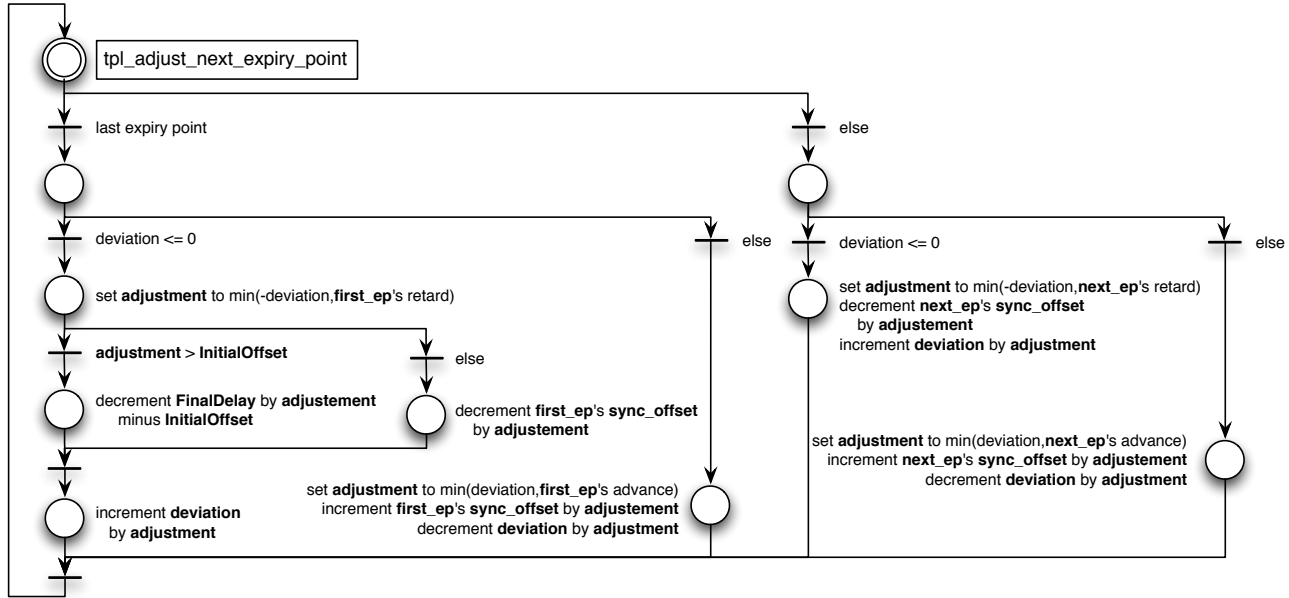 tpl_adjust_next_expiry_point
last expiry point
else
deviation <= 0
else
deviation <= 0
else
set adjustment to min(-deviation,first_ep's retard)
set adjustment to min(-deviation,next_ep's retard)
decrement next_ep's sync_offset
by adjustement
increment deviation by adjustment
adjustment > InitialOffset
else
decrement FinalDelay by adjustement
minus InitialOffset
decrement first_ep's sync_offset
by adjustement
set adjustment to min(deviation,next_ep's advance)
increment next_ep's sync_offset by adjustement
decrement deviation by adjustment
set adjustment to min(deviation,first_ep's advance)
increment first_ep's sync_offset by adjustement
decrement deviation by adjustment
increment deviation
by adjustment